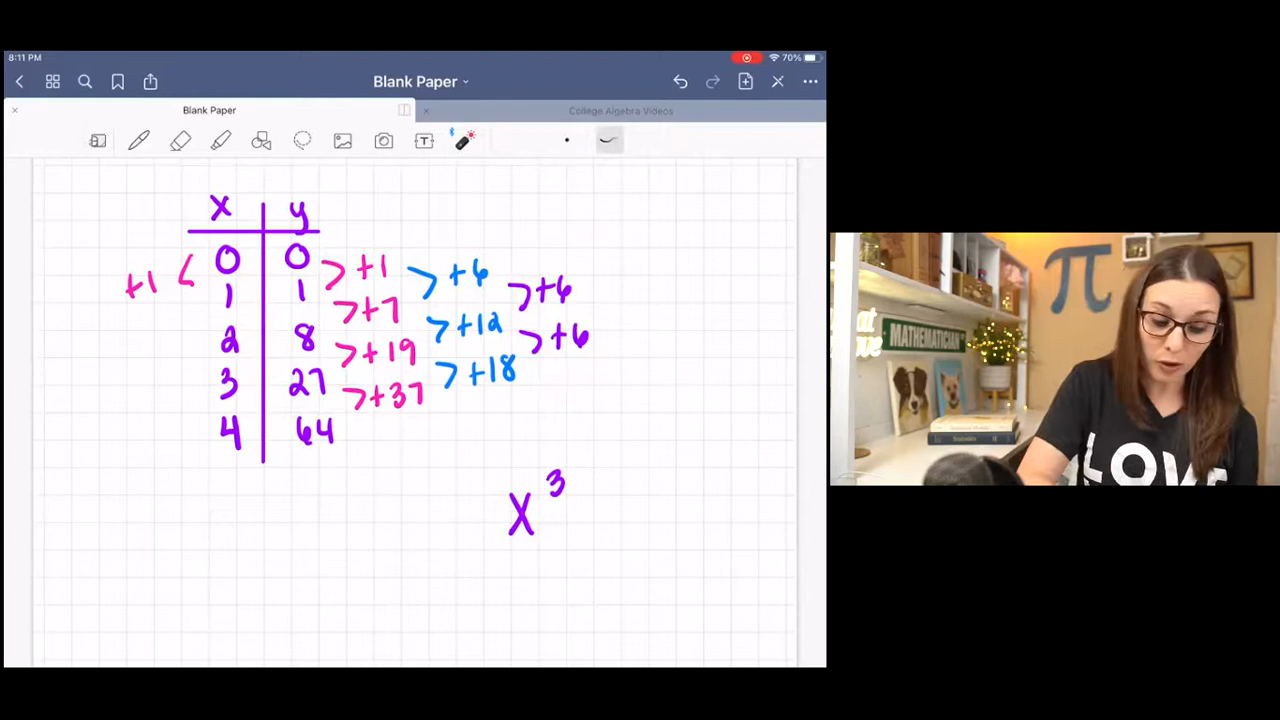 8:11 PM
70%
Blank Paper
Blank Paper
College Algebra Videos
T
x y
0 0
+1 < > +1 > +6
1 1 > +6
> +7
2 8 > +12
> +6
> +19
3 27 > +18
> +37
4 64
x³
π
MATHEMATICIAN
LOVE